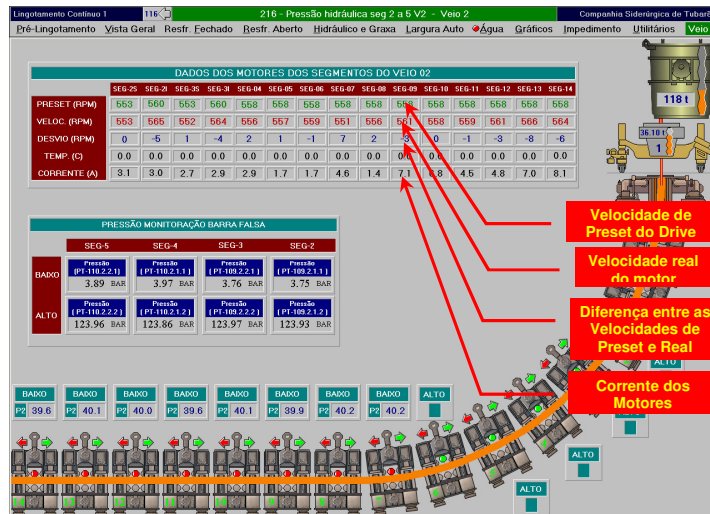 Lingotamento Contínuo 1 116 216 - Pressão hidráulica seg 2 a 5 V2 - Veio 2 Companhia Siderúrgica de Tubarã
Pré-Lingotamento Vista Geral Resfr. Fechado Resfr. Aberto Hidráulico e Graxa Largura Auto Água Gráficos Impedimento Utilitários Veio
DADOS DOS MOTORES DOS SEGMENTOS DO VEIO 02
SEG-2S SEG-2I SEG-3S SEG-3I SEG-04 SEG-05 SEG-06 SEG-07 SEG-08 SEG-09 SEG-10 SEG-11 SEG-12 SEG-13 SEG-14
PRESET (RPM) 553 560 553 560 558 558 558 558 558 558 558 558 558 558 558
VELOC. (RPM) 553 565 552 564 556 557 559 551 556 561 558 559 561 566 564
DESVIO (RPM) 0 -5 1 -4 2 1 -1 7 2 -3 0 -1 -3 -8 -6
TEMP. (C) 0.0 0.0 0.0 0.0 0.0 0.0 0.0 0.0 0.0 0.0 0.0 0.0 0.0 0.0 0.0
CORRENTE (A) 3.1 3.0 2.7 2.9 2.9 1.7 1.7 4.6 1.4 7.1 6.8 4.5 4.8 7.0 8.1
118 t
36.10 t
1
PRESSÃO MONITORAÇÃO BARRA FALSA
SEG-5 SEG-4 SEG-3 SEG-2
BAIXO
Pressão Pressão Pressão Pressão
(PT-110.2.2.1) ( PT-110.2.1.1 ) ( PT-109.2.2.1 ) ( PT-109.2.1.1 )
3.89 BAR 3.97 BAR 3.76 BAR 3.75 BAR
ALTO
Pressão Pressão Pressão Pressão
( PT-110.2.2.2 ) ( PT-110.2.1.2 ) ( PT-109.2.2.2 ) ( PT-109.2.1.2 )
123.96 BAR 123.86 BAR 123.97 BAR 123.93 BAR
Velocidade de
Preset do Drive
Velocidade real
do motor
Diferença entre as
Velocidades de
Preset e Real
Corrente dos
Motores
ALTO
BAIXO BAIXO BAIXO BAIXO BAIXO BAIXO BAIXO BAIXO ALTO
P2 39.6 P2 40.1 P2 40.0 P2 39.6 P2 40.1 P2 39.9 P2 40.2 P2 40.2
ALTO
ALTO